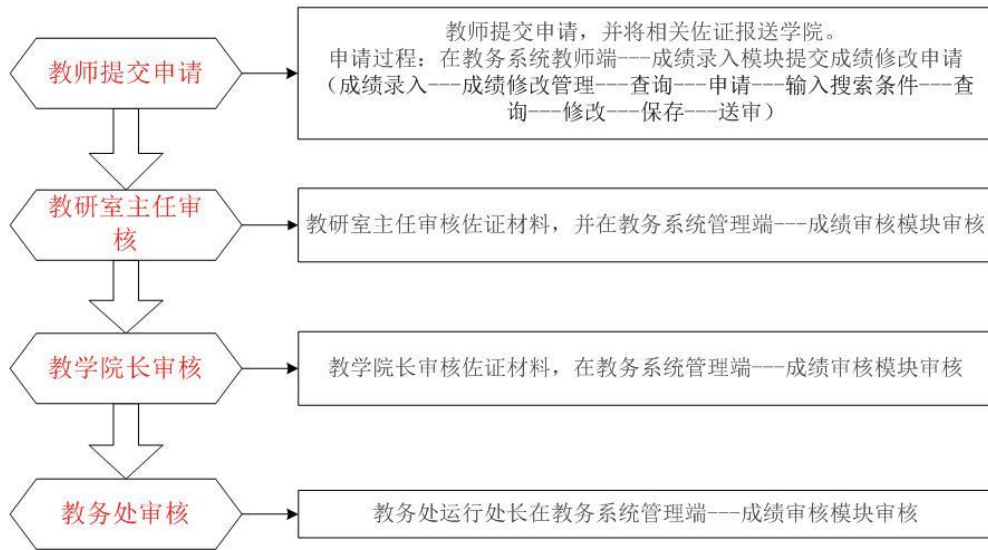 教师提交申请
教师提交申请，并将相关佐证报送学院。
申请过程：在教务系统教师端---成绩录入模块提交成绩修改申请
（成绩录入---成绩修改管理---查询---申请---输入搜索条件---查
询---修改---保存---送审）
教研室主任审
核
教研室主任审核佐证材料，并在教务系统管理端---成绩审核模块审核
教学院长审核
教学院长审核佐证材料，在教务系统管理端---成绩审核模块审核
教务处审核
教务处运行处长在教务系统管理端---成绩审核模块审核